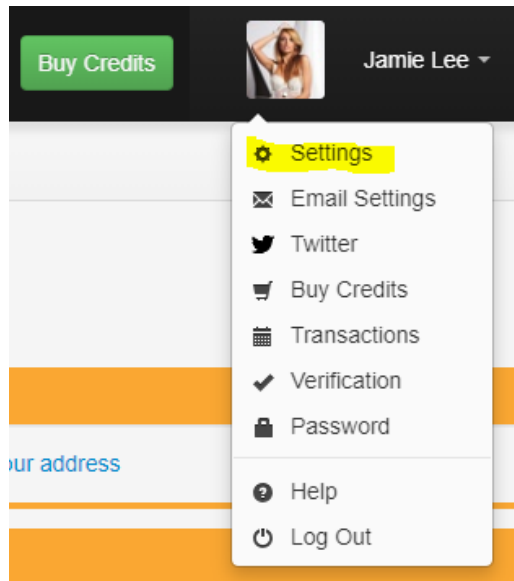 Buy Credits
Jamie Lee
Settings
Email Settings
Twitter
Buy Credits
Transactions
Verification
Password
our address
Help
Log Out